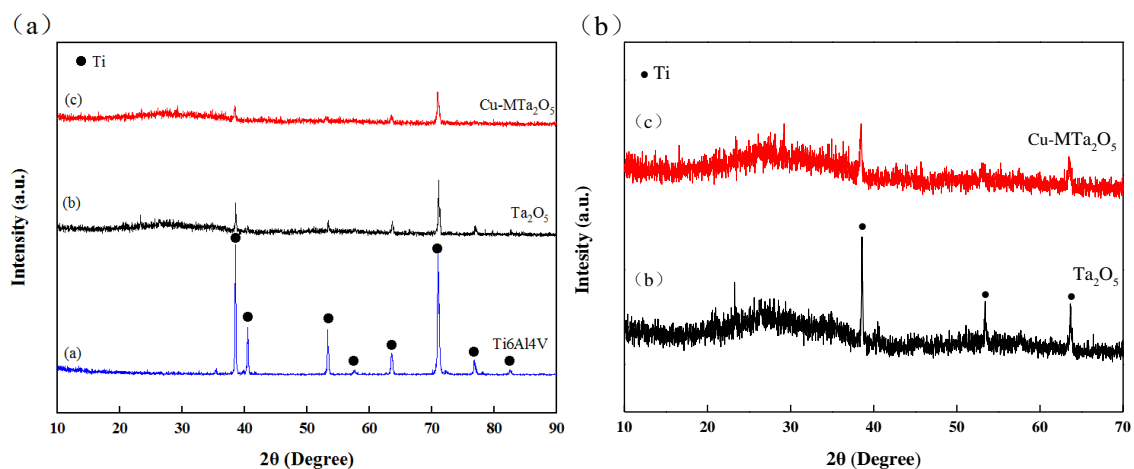 (a)
Ti
(c)
Cu-MTa₂O₅
(b)
Ta₂O₅
(a)
Ti6Al4V
Intensity (a.u.)
10 20 30 40 50 60 70 80 90
2θ (Degree)
(b)
Ti
(c)
Cu-MTa₂O₅
(b)
Ta₂O₅
Intesity (a.u.)
10 20 30 40 50 60 70
2θ (Degree)